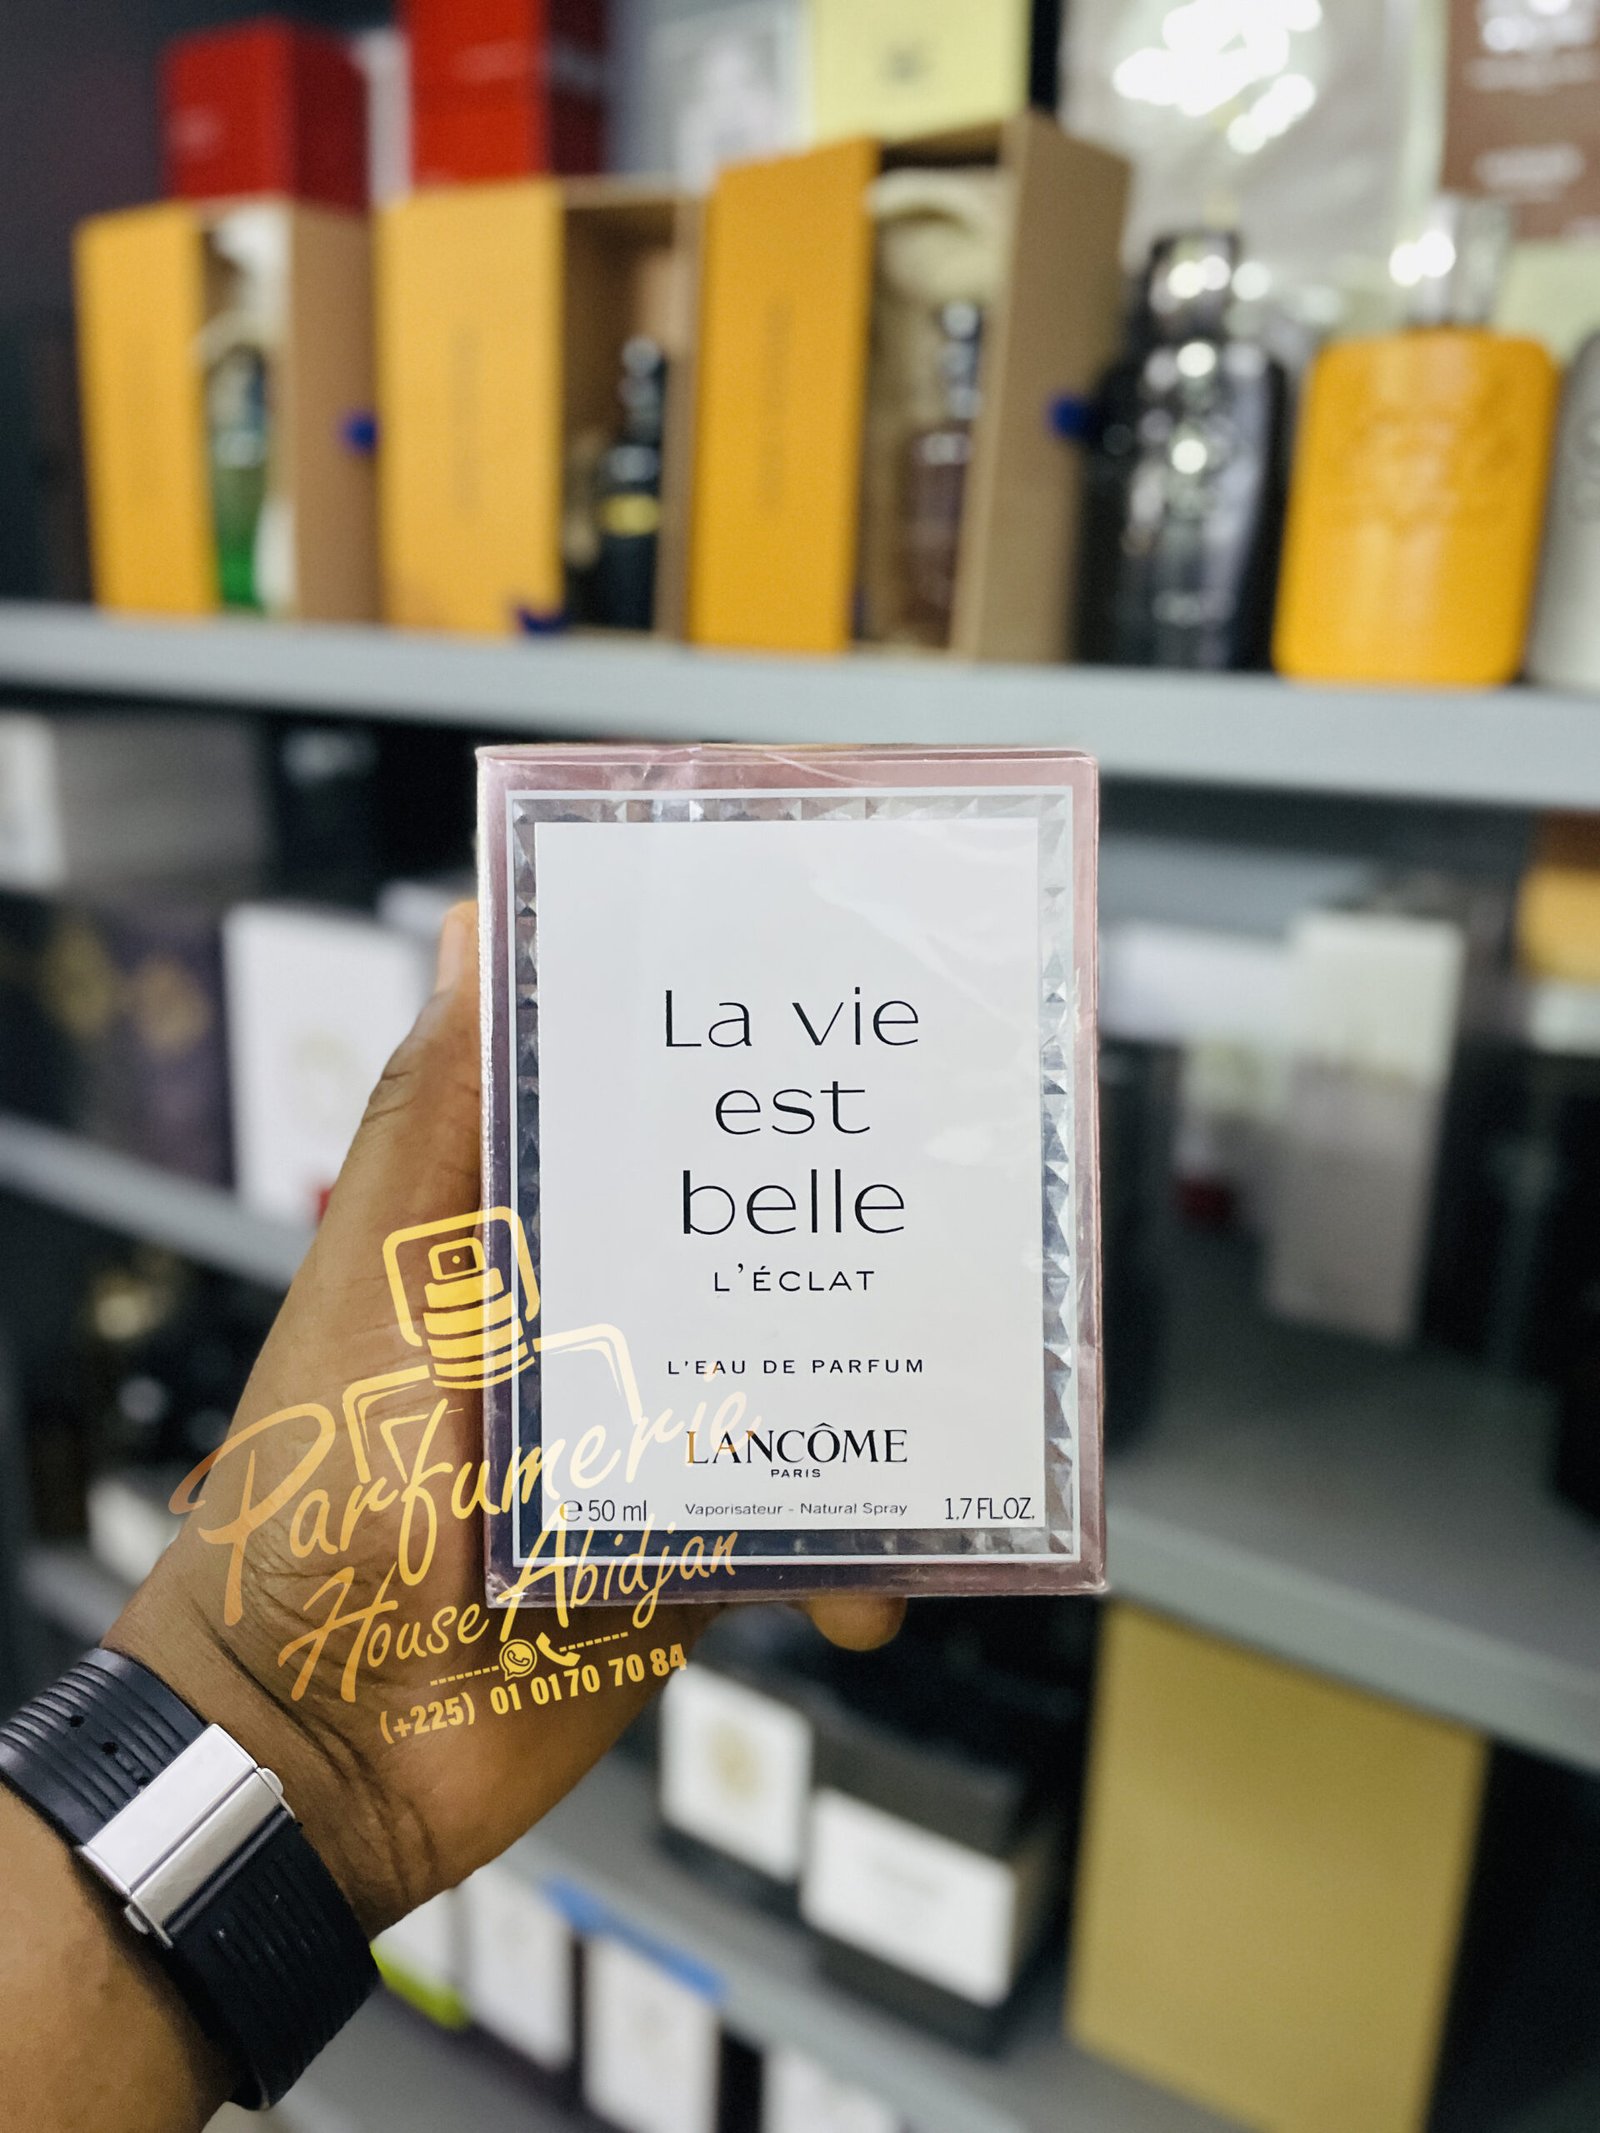 La vie
est
belle
L'ÉCLAT
L'EAU DE PARFUM
LANCÔME
PARIS
℮ 50 ml Vaporisateur - Natural Spray 1,7 FL.OZ.
Parfumerie
House Abidjan
(+225) 01 01 70 70 84